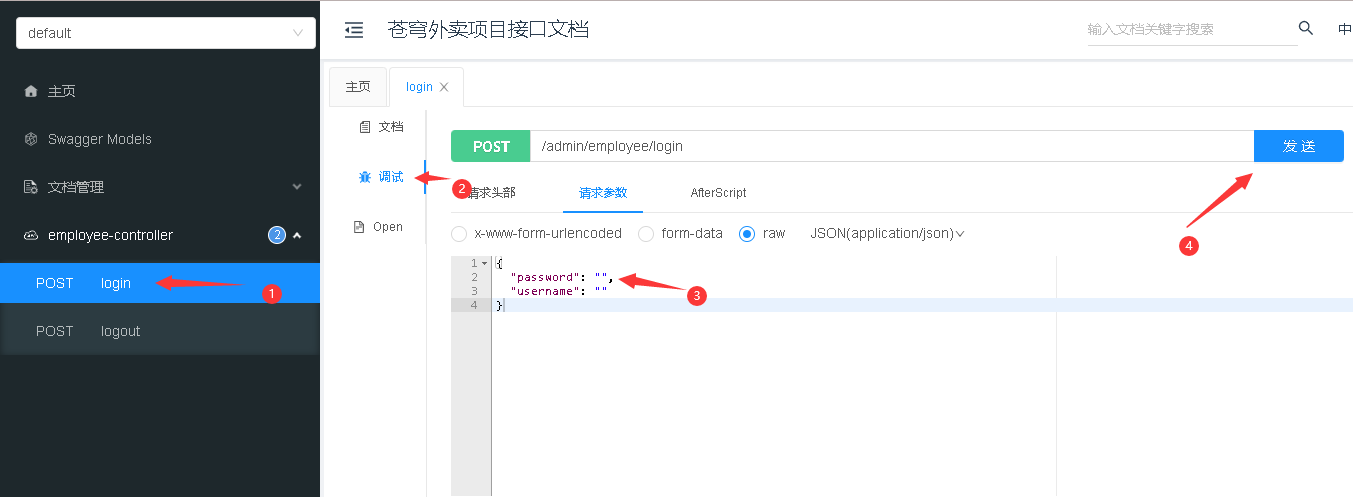 default
主页
Swagger Models
文档管理
employee-controller 2
POST login
1
POST logout
苍穹外卖项目接口文档
输入文档关键字搜索
中
主页
login
文档
调试
2
Open
POST /admin/employee/login 发 送
请求头部 请求参数 AfterScript
4
x-www-form-urlencoded form-data raw JSON(application/json)
1 {
2 "password": "",
3 "username": ""
3
4 }